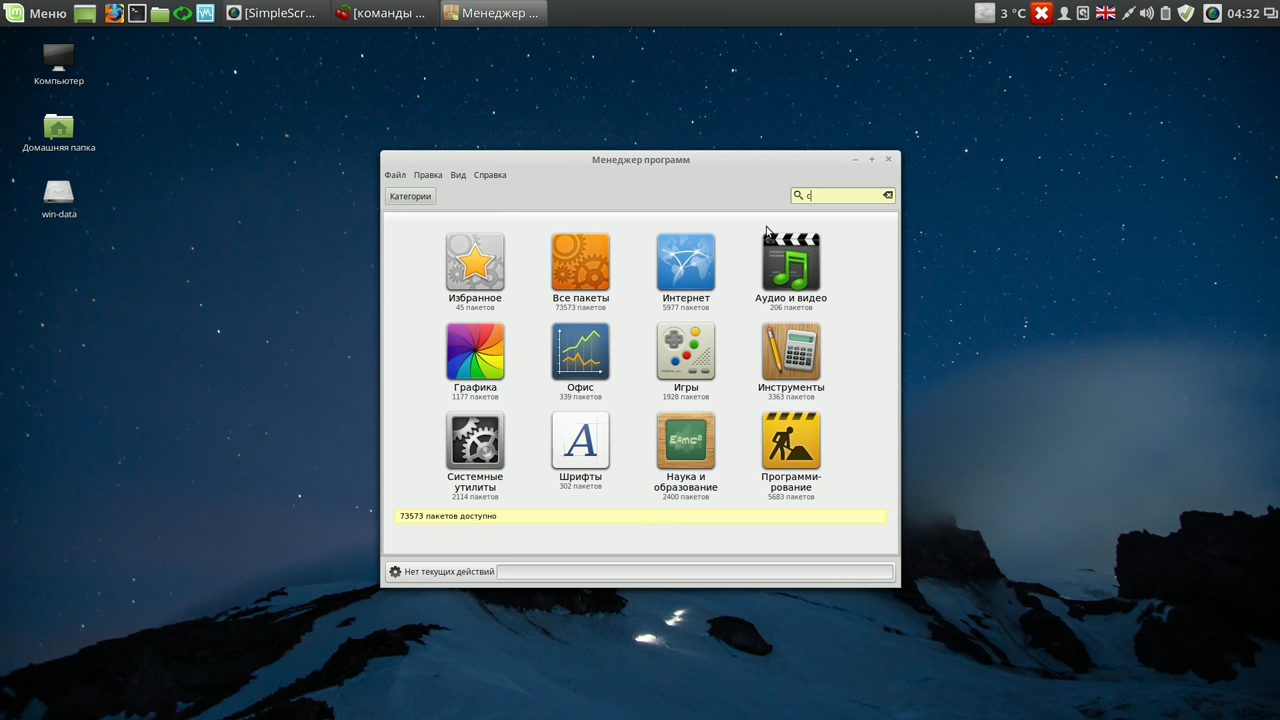 Меню
[SimpleScr...
[команды ...
Менеджер ...
3 °C
04:32
Компьютер
Домашняя папка
win-data
Менеджер программ
Файл Правка Вид Справка
Категории
с
Избранное
45 пакетов
Все пакеты
73573 пакетов
Интернет
5977 пакетов
Аудио и видео
206 пакетов
Графика
1177 пакетов
Офис
339 пакетов
Игры
1928 пакетов
Инструменты
3363 пакетов
Системные
утилиты
2114 пакетов
A
Шрифты
302 пакетов
E=mc²
Наука и
образование
2400 пакетов
Программи-
рование
5683 пакетов
73573 пакетов доступно
Нет текущих действий